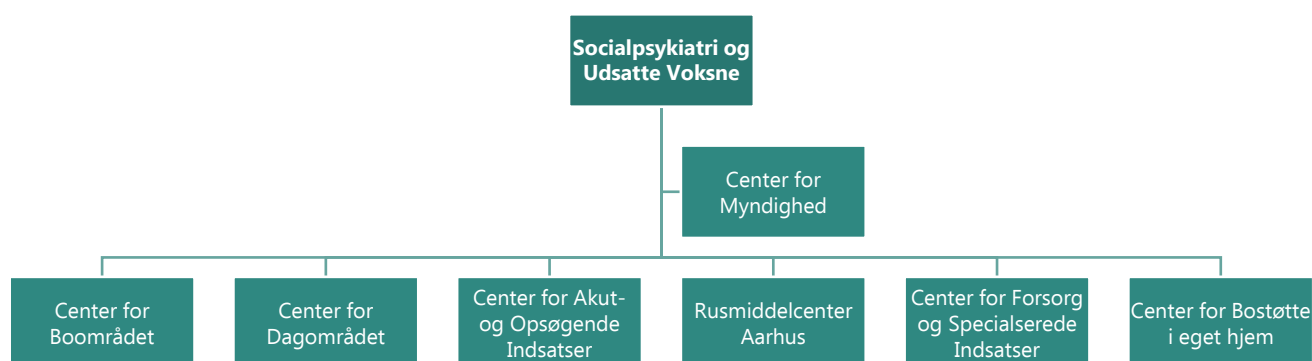 Socialpsykiatri og
Udsatte Voksne
Center for
Myndighed
Center for
Boområdet
Center for
Dagområdet
Center for Akut-
og Opsøgende
Indsatser
Rusmiddelcenter
Aarhus
Center for Forsorg
og Specialserede
Indsatser
Center for Bostøtte
i eget hjem